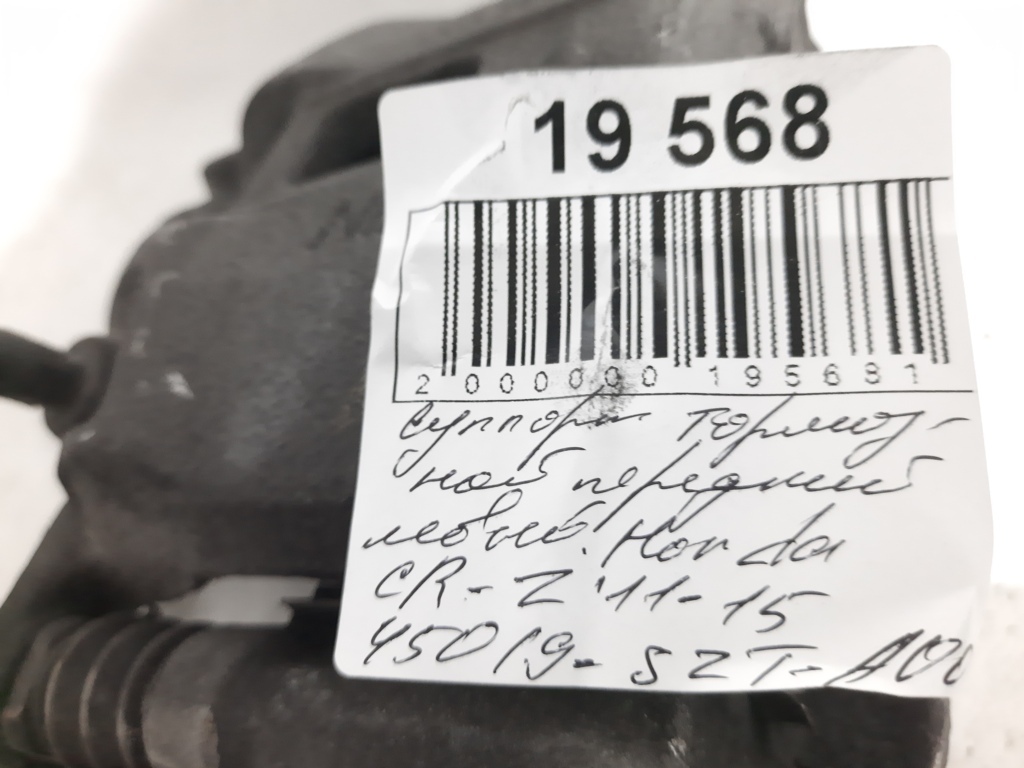 19 568
2 000000 195681
Суппорт тормоз-
ной передний
левый. Honda
CR-Z '11-15
45019-SZT-A00